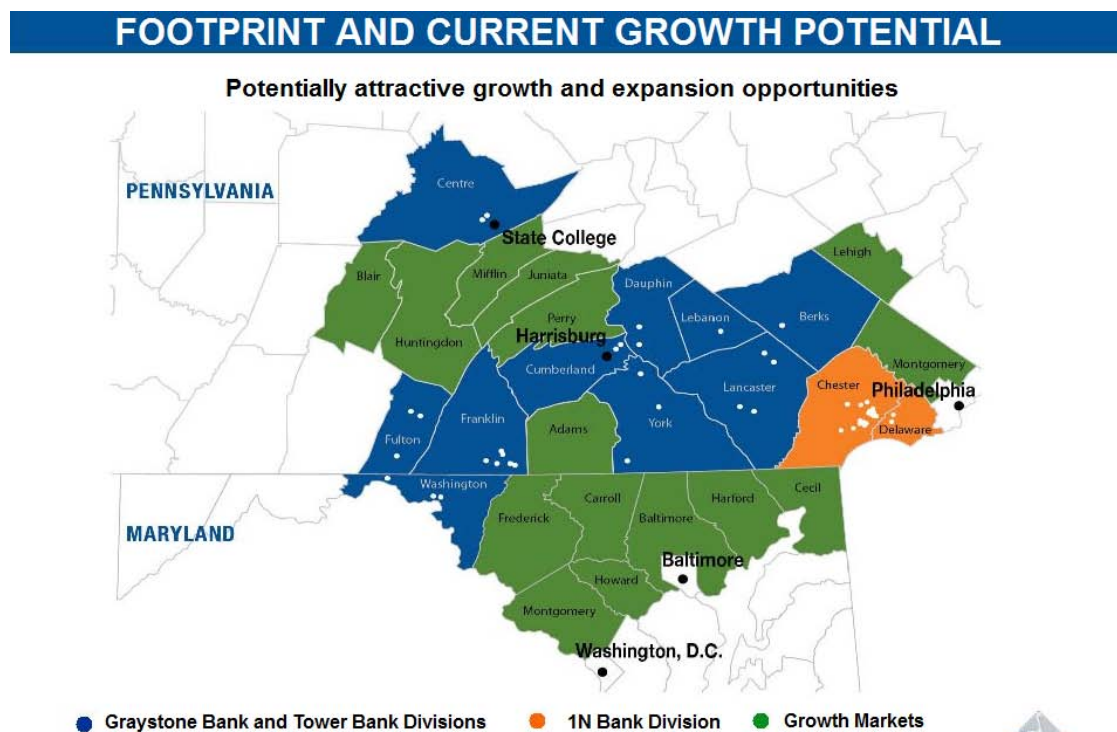 FOOTPRINT AND CURRENT GROWTH POTENTIAL
Potentially attractive growth and expansion opportunities
PENNSYLVANIA
Centre
State College
Blair
Mifflin
Juniata
Huntingdon
Perry
Harrisburg
Dauphin
Lebanon
Berks
Lehigh
Montgomery
Philadelphia
Cumberland
Lancaster
Chester
Delaware
Franklin
Fulton
Adams
York
Washington
MARYLAND
Frederick
Carroll
Baltimore
Harford
Cecil
Baltimore
Howard
Montgomery
Washington, D.C.
Graystone Bank and Tower Bank Divisions
1N Bank Division
Growth Markets